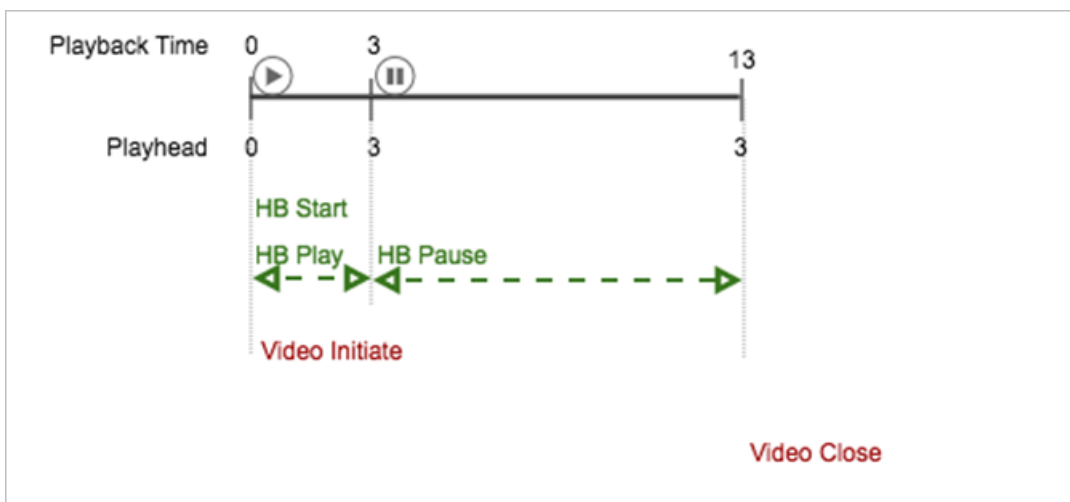 Playback Time 0 3 13
Playhead 0 3 3
HB Start
HB Play HB Pause
Video Initiate
Video Close